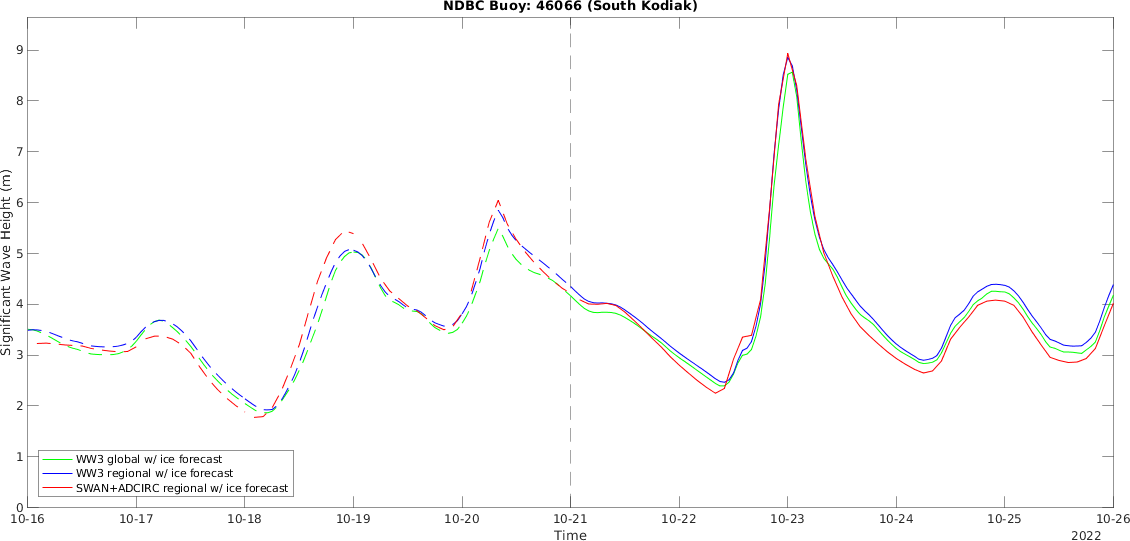 NDBC Buoy: 46066 (South Kodiak)
Significant Wave Height (m)
9
8
7
6
5
4
3
2
1
0
WW3 global w/ ice forecast
WW3 regional w/ ice forecast
SWAN+ADCIRC regional w/ ice forecast
10-16 10-17 10-18 10-19 10-20 10-21 10-22 10-23 10-24 10-25 10-26
Time
2022